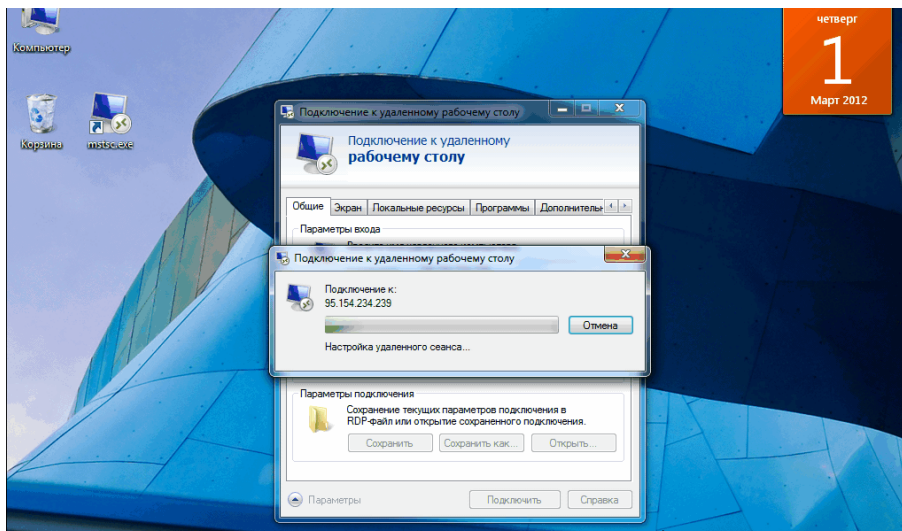 Компьютер
Корзина
mstsc.exe
четверг
1
Март 2012
Подключение к удаленному рабочему столу
Подключение к удаленному
рабочему столу
Общие Экран Локальные ресурсы Программы Дополнительн
Параметры входа
Подключение к удаленному рабочему столу
Подключение к:
95.154.234.239
Отмена
Настройка удаленного сеанса...
Параметры подключения
Сохранение текущих параметров подключения в
RDP-файл или открытие сохраненного подключения.
Сохранить Сохранить как... Открыть...
Параметры Подключить Справка